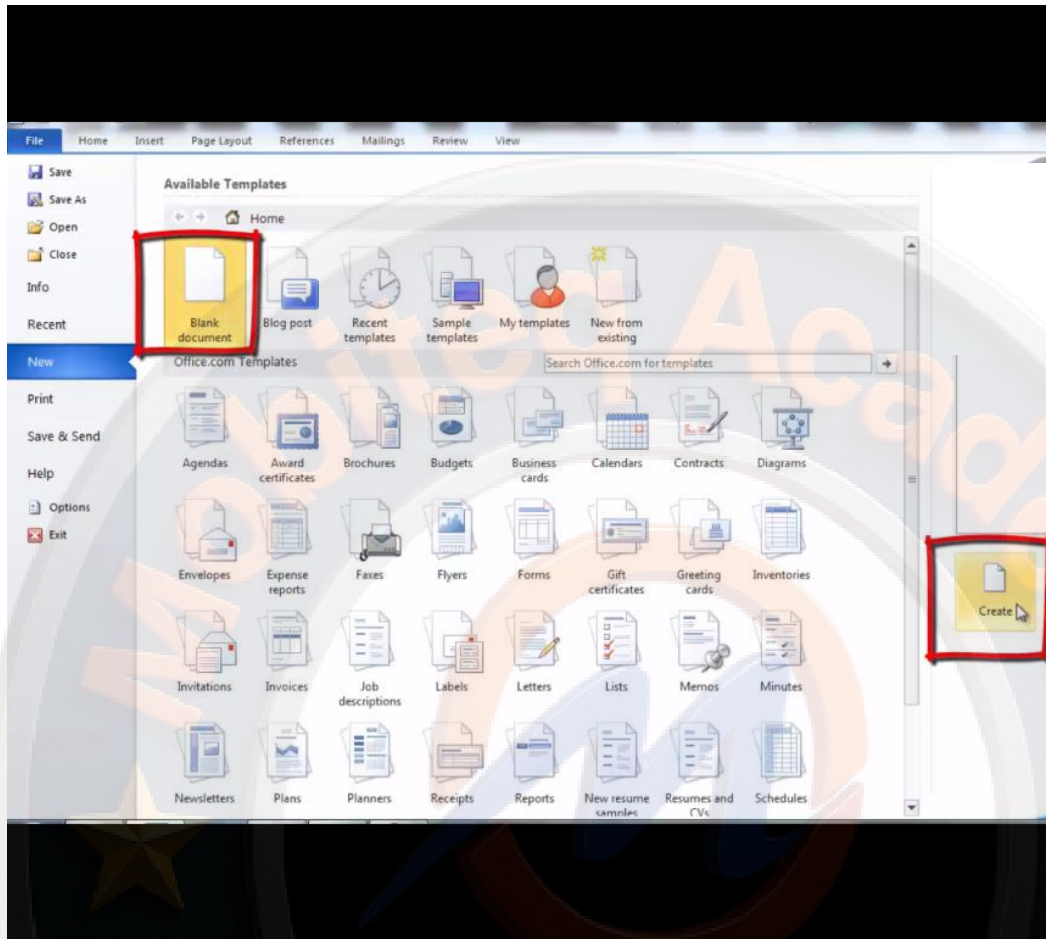 File Home Insert Page Layout References Mailings Review View
Save
Save As
Open
Close
Info
Recent
New
Print
Save & Send
Help
Options
Exit
Available Templates
Home
Blank document
Blog post
Recent templates
Sample templates
My templates
New from existing
Office.com Templates
Search Office.com for templates
Agendas
Award certificates
Brochures
Budgets
Business cards
Calendars
Contracts
Diagrams
Envelopes
Expense reports
Faxes
Flyers
Forms
Gift certificates
Greeting cards
Inventories
Invitations
Invoices
Job descriptions
Labels
Letters
Lists
Memos
Minutes
Newsletters
Plans
Planners
Receipts
Reports
New resume samples
Resumes and CVs
Schedules
Create
Mobiteq Acad